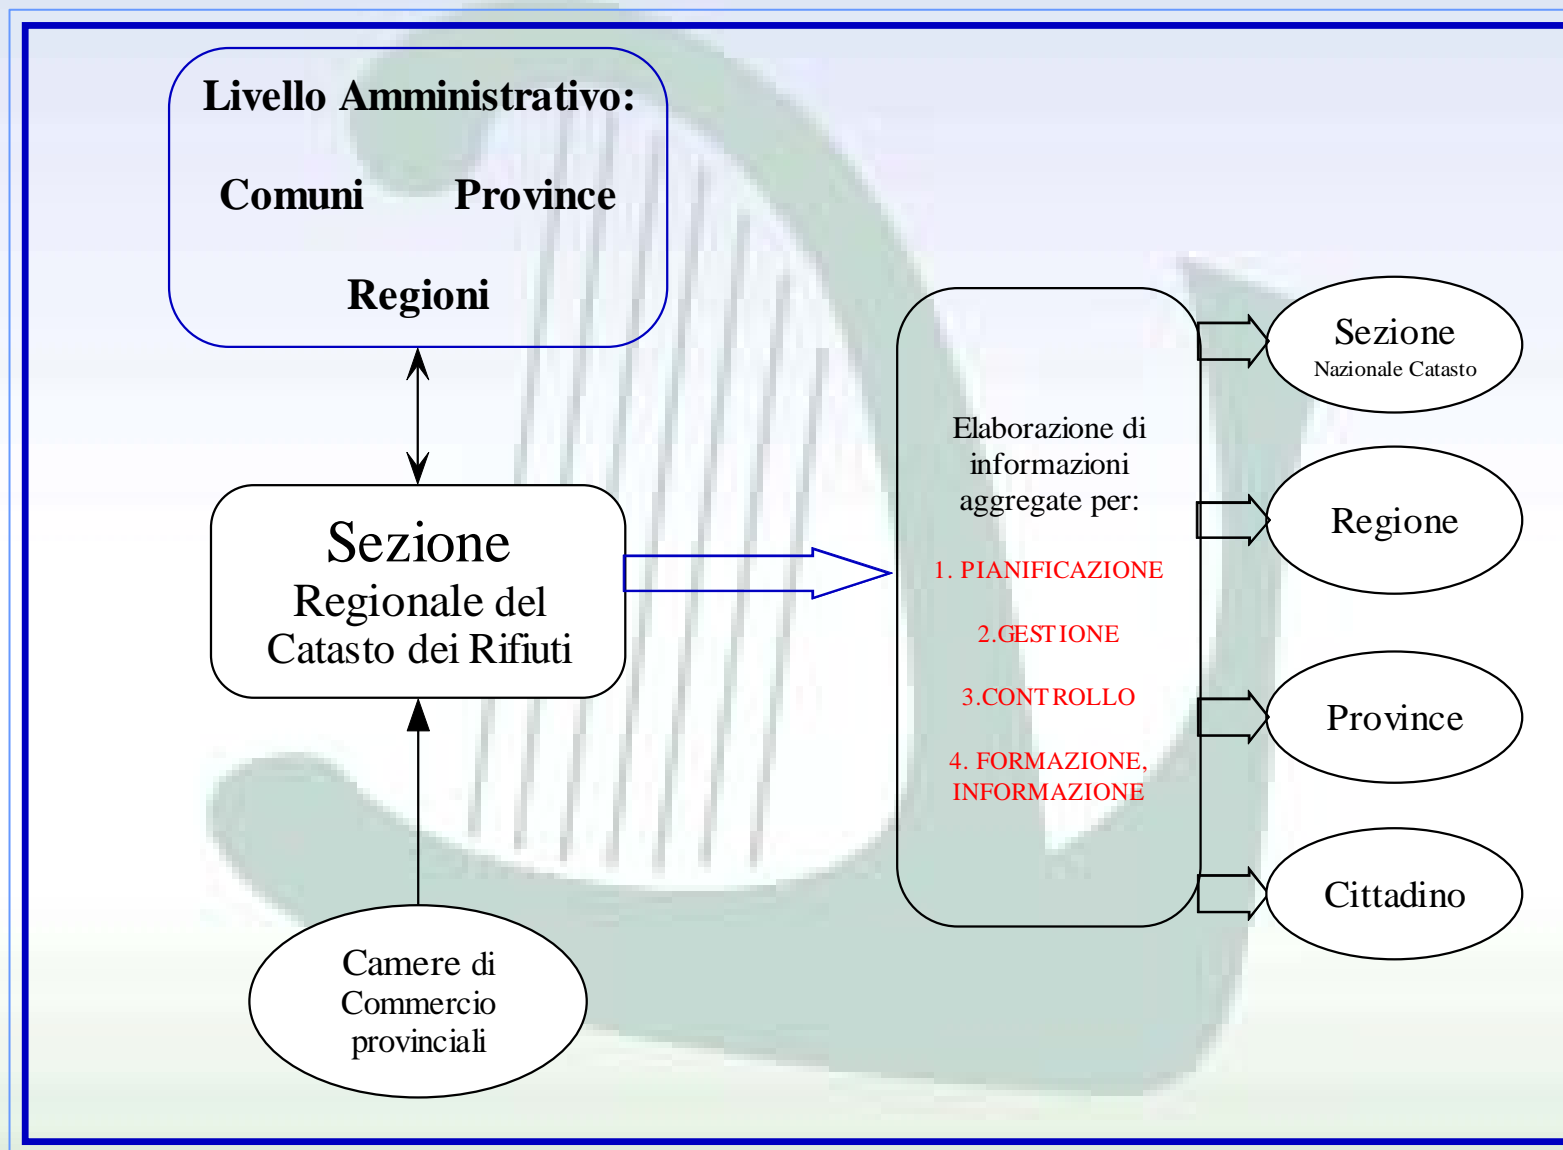 Livello Amministrativo:
Comuni Province
Regioni
Sezione
Regionale del
Catasto dei Rifiuti
Camere di
Commercio
provinciali
Elaborazione di
informazioni
aggregate per:
1. PIANIFICAZIONE
2.GESTIONE
3.CONTROLLO
4. FORMAZIONE,
INFORMAZIONE
Sezione
Nazionale Catasto
Regione
Province
Cittadino